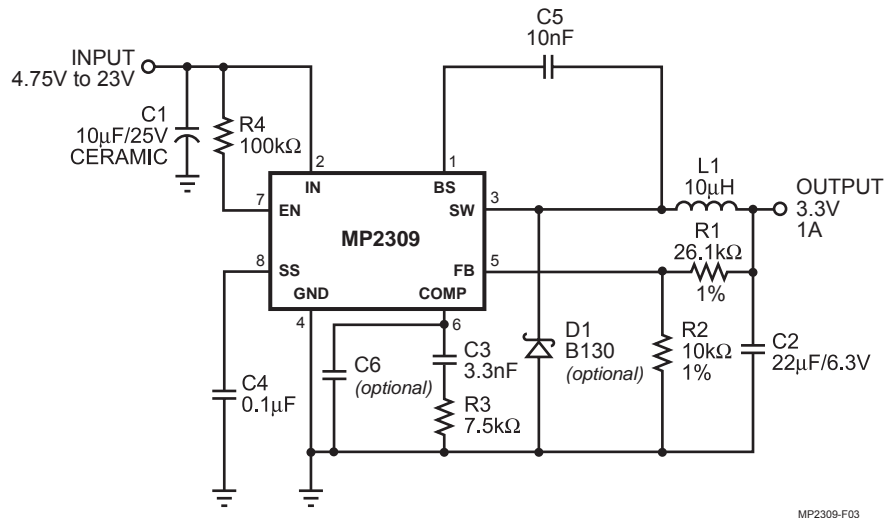 C5
10nF
INPUT
4.75V to 23V
C1
10µF/25V
CERAMIC
R4
100kΩ
2
1
IN
BS
L1
10µH
OUTPUT
3.3V
1A
7
EN
SW
3
MP2309
R1
26.1kΩ
1%
8
SS
FB
5
GND
COMP
4
6
D1
B130
(optional)
R2
10kΩ
1%
C2
22µF/6.3V
C3
3.3nF
C6
(optional)
C4
0.1µF
R3
7.5kΩ
MP2309-F03